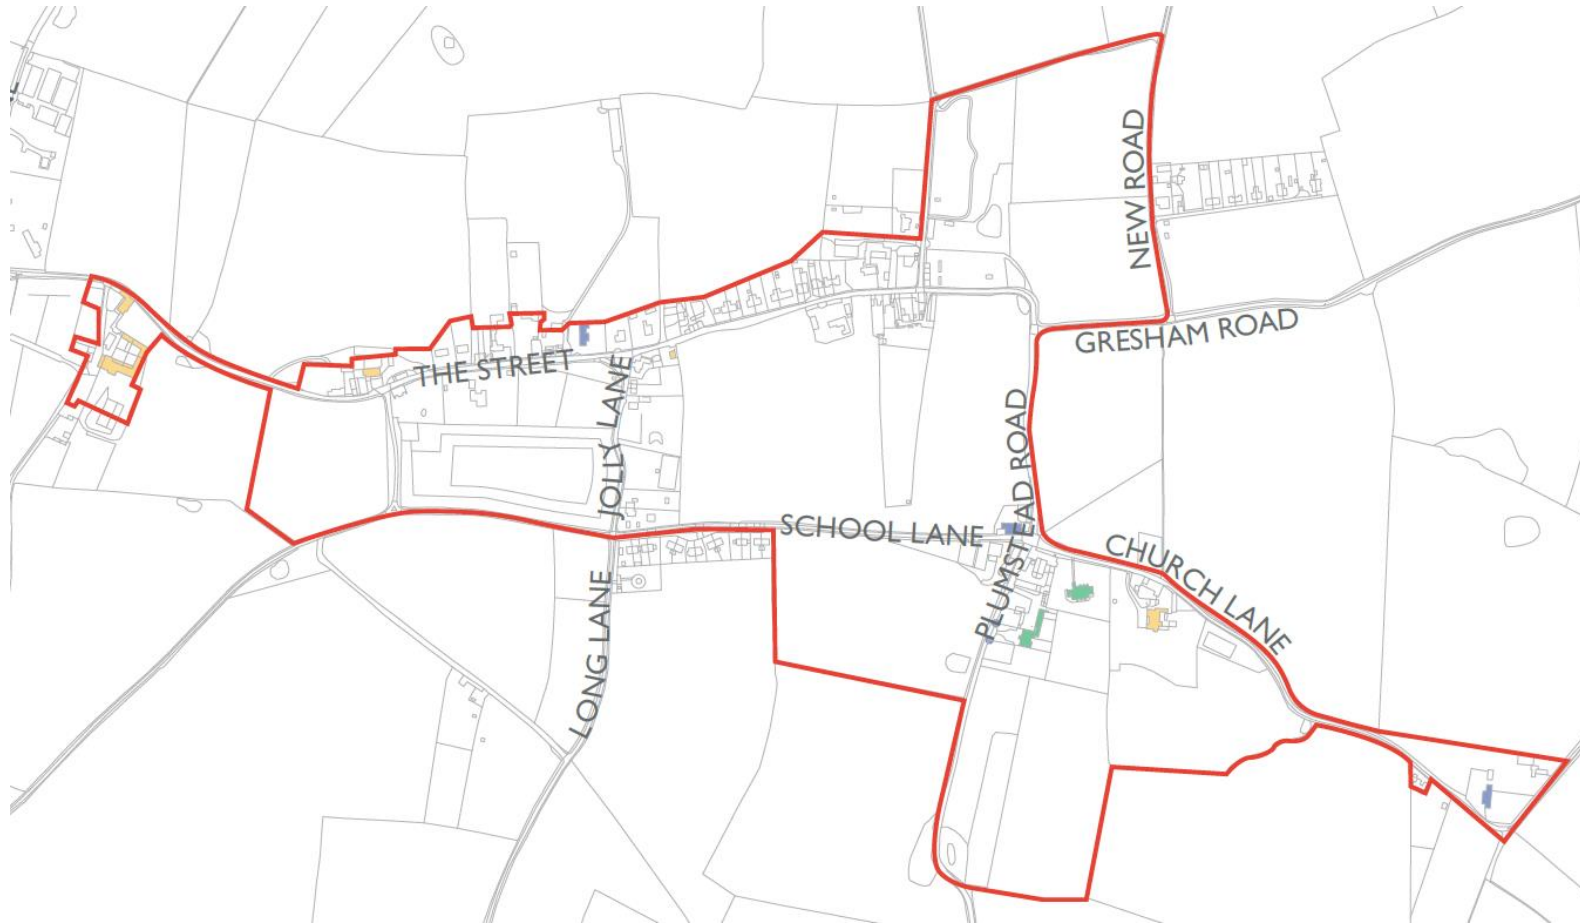 NEW ROAD
GRESHAM ROAD
THE STREET
JOLLY LANE
PLUMSTEAD ROAD
SCHOOL LANE
CHURCH LANE
LONG LANE